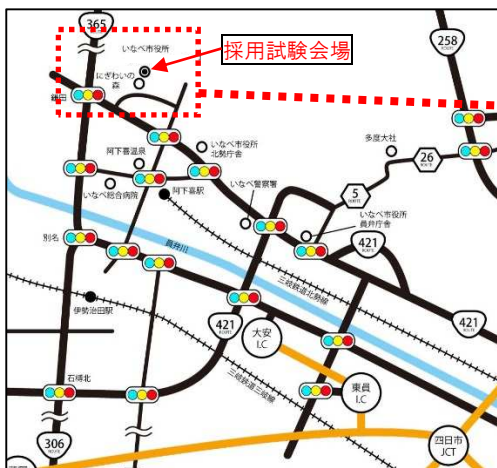 365
いなべ市役所
採用試験会場
258
にぎわいの
森
いなべ市役所
北勢庁舎
多度大社
26
阿下喜温泉
いなべ総合病院
阿下喜駅
いなべ警察署
5
いなべ市役所
員弁庁舎
421
別名
員弁川
三岐鉄道北勢線
伊勢治田駅
421
大安
I.C
421
三岐鉄道三岐線
東員
I.C
石榑北
306
四日市
JCT